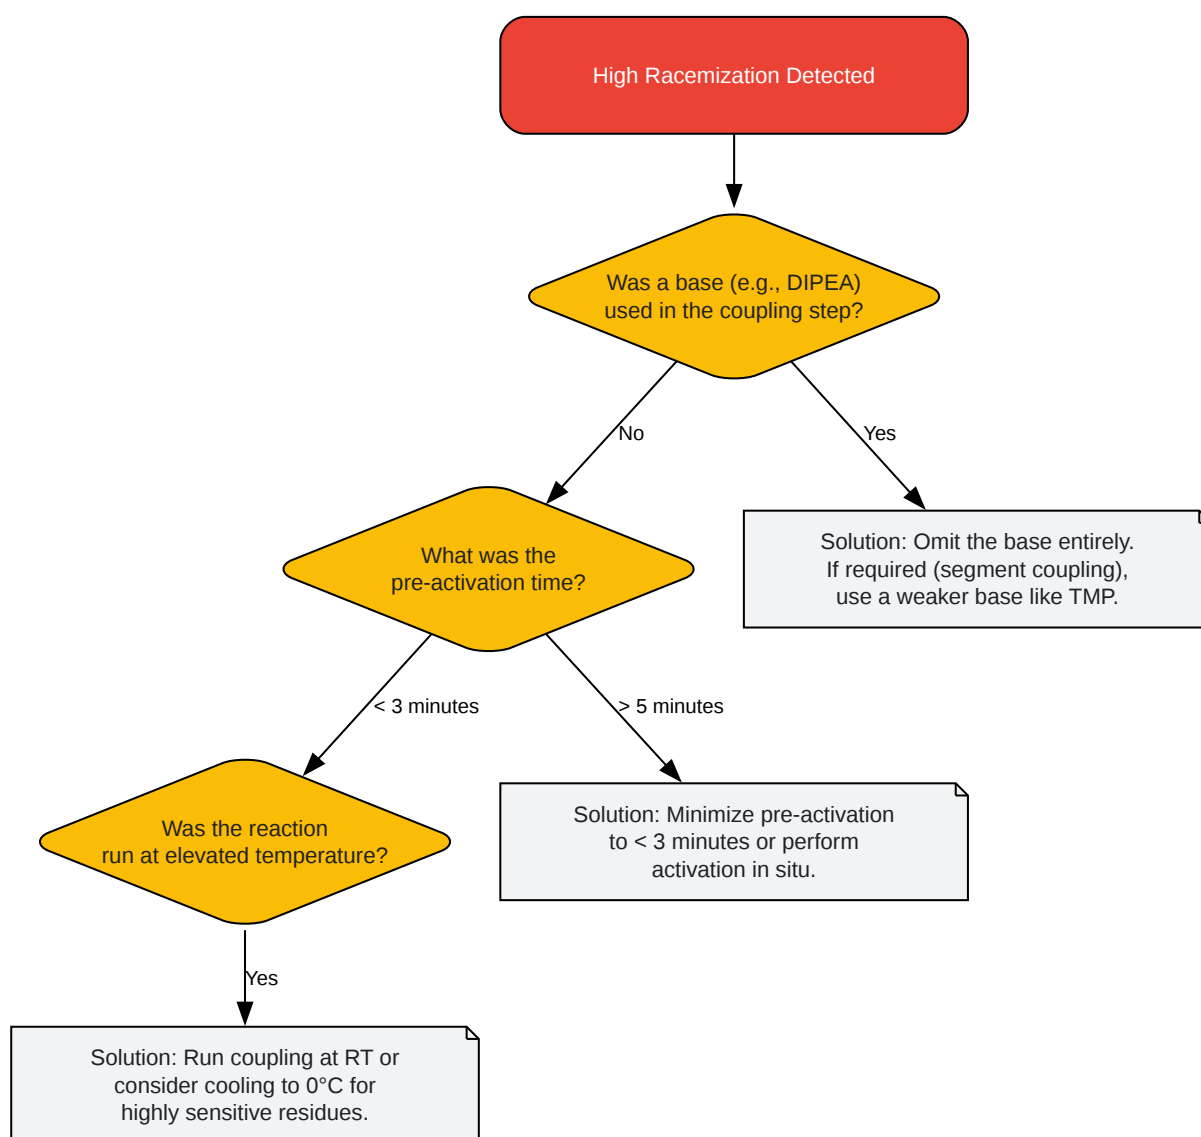 High Racemization Detected
Was a base (e.g., DIPEA)
used in the coupling step?
No
Yes
What was the
pre-activation time?
Solution: Omit the base entirely.
If required (segment coupling),
use a weaker base like TMP.
< 3 minutes
> 5 minutes
Was the reaction
run at elevated temperature?
Solution: Minimize pre-activation
to < 3 minutes or perform
activation in situ.
Yes
Solution: Run coupling at RT or
consider cooling to 0°C for
highly sensitive residues.